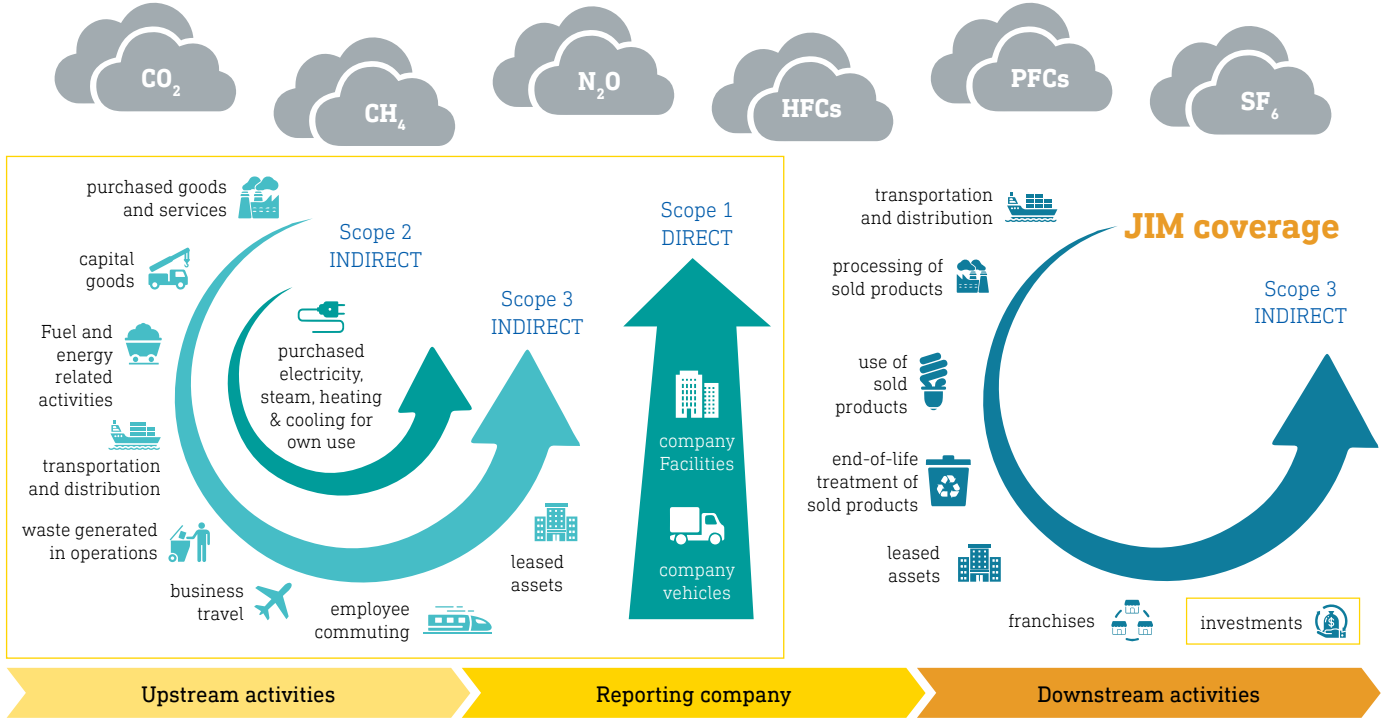 CO2
CH4
N2O
HFCs
PFCs
SF6
purchased goods
and services
capital
goods
Fuel and
energy
related
activities
transportation
and distribution
waste generated
in operations
business
travel
employee
commuting
leased
assets
Scope 2
INDIRECT
purchased
electricity,
steam, heating
& cooling for
own use
Scope 3
INDIRECT
Scope 1
DIRECT
company
Facilities
company
vehicles
transportation
and distribution
JIM coverage
processing of
sold products
Scope 3
INDIRECT
use of
sold
products
end-of-life
treatment of
sold products
leased
assets
franchises
$
investments
Upstream activities
Reporting company
Downstream activities